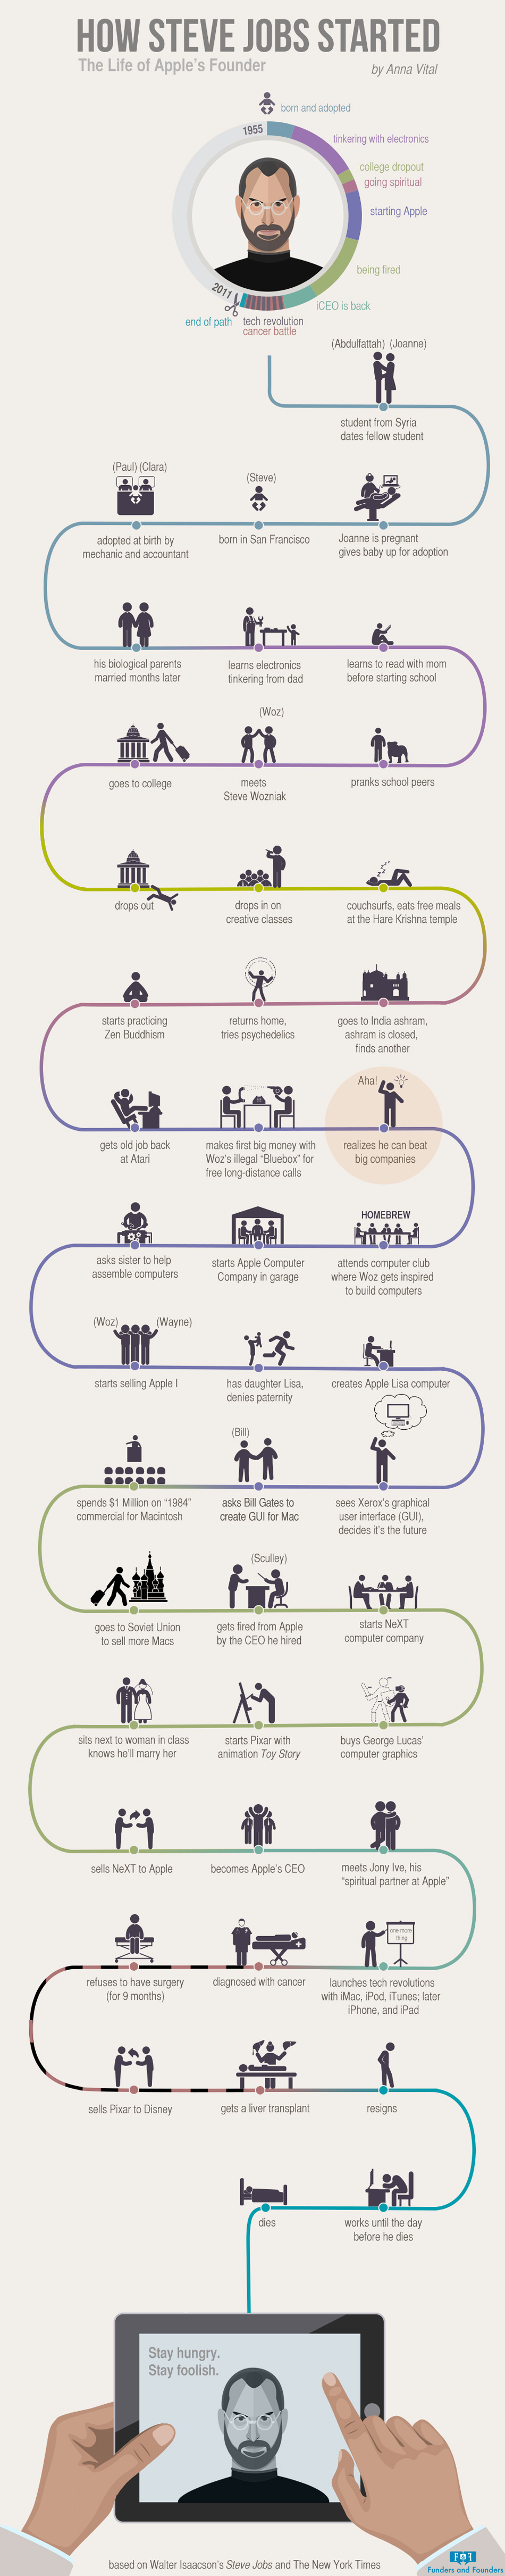 HOW STEVE JOBS STARTED
The Life of Apple's Founder
by Anna Vital
born and adopted
1955
tinkering with electronics
college dropout
going spiritual
starting Apple
being fired
iCEO is back
2011
end of path
tech revolution
cancer battle
(Abdulfattah) (Joanne)
student from Syria
dates fellow student
(Paul) (Clara)
adopted at birth by
mechanic and accountant
(Steve)
born in San Francisco
Joanne is pregnant
gives baby up for adoption
his biological parents
married months later
learns electronics
tinkering from dad
learns to read with mom
before starting school
goes to college
(Woz)
meets
Steve Wozniak
pranks school peers
drops out
drops in on
creative classes
couchsurfs, eats free meals
at the Hare Krishna temple
starts practicing
Zen Buddhism
returns home,
tries psychedelics
goes to India ashram,
ashram is closed,
finds another
gets old job back
at Atari
makes first big money with
Woz's illegal "Bluebox" for
free long-distance calls
Aha!
realizes he can beat
big companies
asks sister to help
assemble computers
starts Apple Computer
Company in garage
HOMEBREW
attends computer club
where Woz gets inspired
to build computers
(Woz)
(Wayne)
starts selling Apple I
has daughter Lisa,
denies paternity
creates Apple Lisa computer
spends $1 Million on "1984"
commercial for Macintosh
(Bill)
asks Bill Gates to
create GUI for Mac
sees Xerox's graphical
user interface (GUI),
decides it's the future
goes to Soviet Union
to sell more Macs
(Sculley)
gets fired from Apple
by the CEO he hired
starts NeXT
computer company
sits next to woman in class
knows he'll marry her
starts Pixar with
animation Toy Story
buys George Lucas'
computer graphics
sells NeXT to Apple
becomes Apple's CEO
meets Jony Ive, his
"spiritual partner at Apple"
refuses to have surgery
(for 9 months)
diagnosed with cancer
one more
thing
launches tech revolutions
with iMac, iPod, iTunes; later
iPhone, and iPad
sells Pixar to Disney
gets a liver transplant
resigns
dies
works until the day
before he dies
Stay hungry.
Stay foolish.
based on Walter Isaacson's Steve Jobs and The New York Times
F&F
Funders and Founders